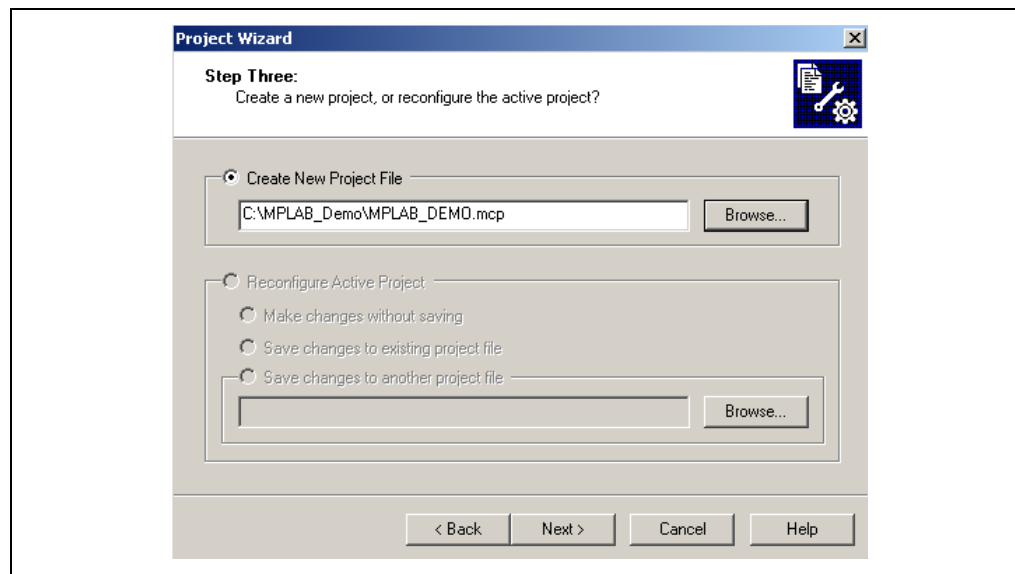 Project Wizard
Step Three:
Create a new project, or reconfigure the active project?
Create New Project File
C:\MPLAB_Demo\MPLAB_DEMO.mcp
Browse...
Reconfigure Active Project
Make changes without saving
Save changes to existing project file
Save changes to another project file
Browse...
< Back Next > Cancel Help